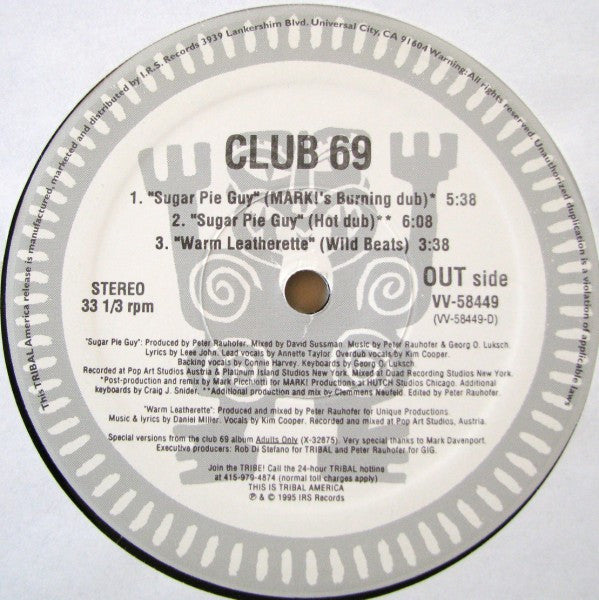 This TRIBAL America release is manufactured, marketed and distributed by I.R.S. Records 3939 Lankershim Blvd. Universal City, CA 91604 Warning: All rights reserved. Unauthorized duplication is a violation of applicable laws
CLUB 69
1. "Sugar Pie Guy" (MARK!'s Burning dub)* 5:38
2. "Sugar Pie Guy" (Hot dub)** 6:08
3. "Warm Leatherette" (Wild Beats) 3:38
STEREO
33 1/3 rpm
OUT side
VV-58449
(VV-58449-D)
"Sugar Pie Guy": Produced by Peter Rauhofer. Mixed by David Sussman. Music by Peter Rauhofer & Georg O. Luksch.
Lyrics by Leee John. Lead vocals by Annette Taylor. Overdub vocals by Kim Cooper.
Backing vocals by Connie Harvey. Keyboards by Georg O. Luksch.
Recorded at Pop Art Studios Austria & Platinum Island Studios New York. Mixed at Quad Recording Studios New York.
*Post-production and remix by Mark Picchiotti for MARK! Productions at HUTCH Studios Chicago. Additional
keyboards by Craig J. Snider. **Additional production and mix by Clemmens Neufeld. Edited by Peter Rauhofer.
"Warm Leatherette": Produced and mixed by Peter Rauhofer for Unique Productions.
Music & lyrics by Daniel Miller. Vocals by Kim Cooper. Recorded and mixed at Pop Art Studios, Austria.
Special versions from the club 69 album Adults Only (X-32875). Very special thanks to Mark Davenport.
Executive producers: Rob Di Stefano for TRIBAL and Peter Rauhofer for GIG.
Join the TRIBE! Call the 24-hour TRIBAL hotline
at 415-979-4874 (normal toll charges apply)
THIS IS TRIBAL AMERICA
℗ & © 1995 IRS Records